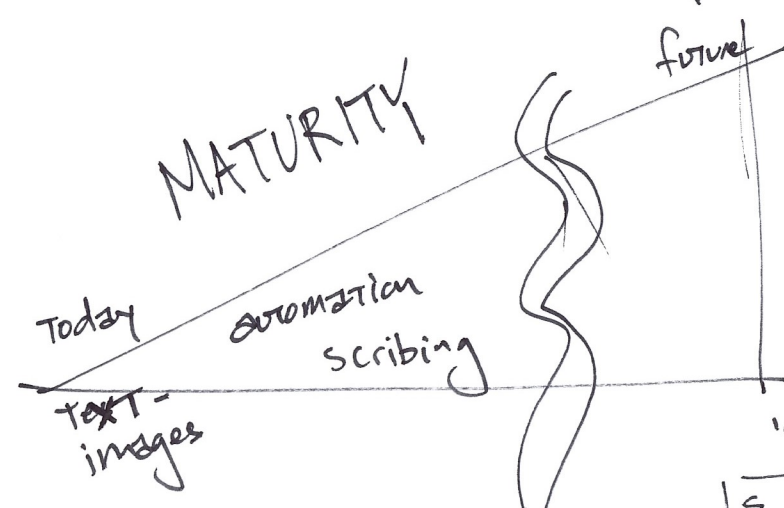 future
MATURITY
Today
automation
scribing
TexT-
images